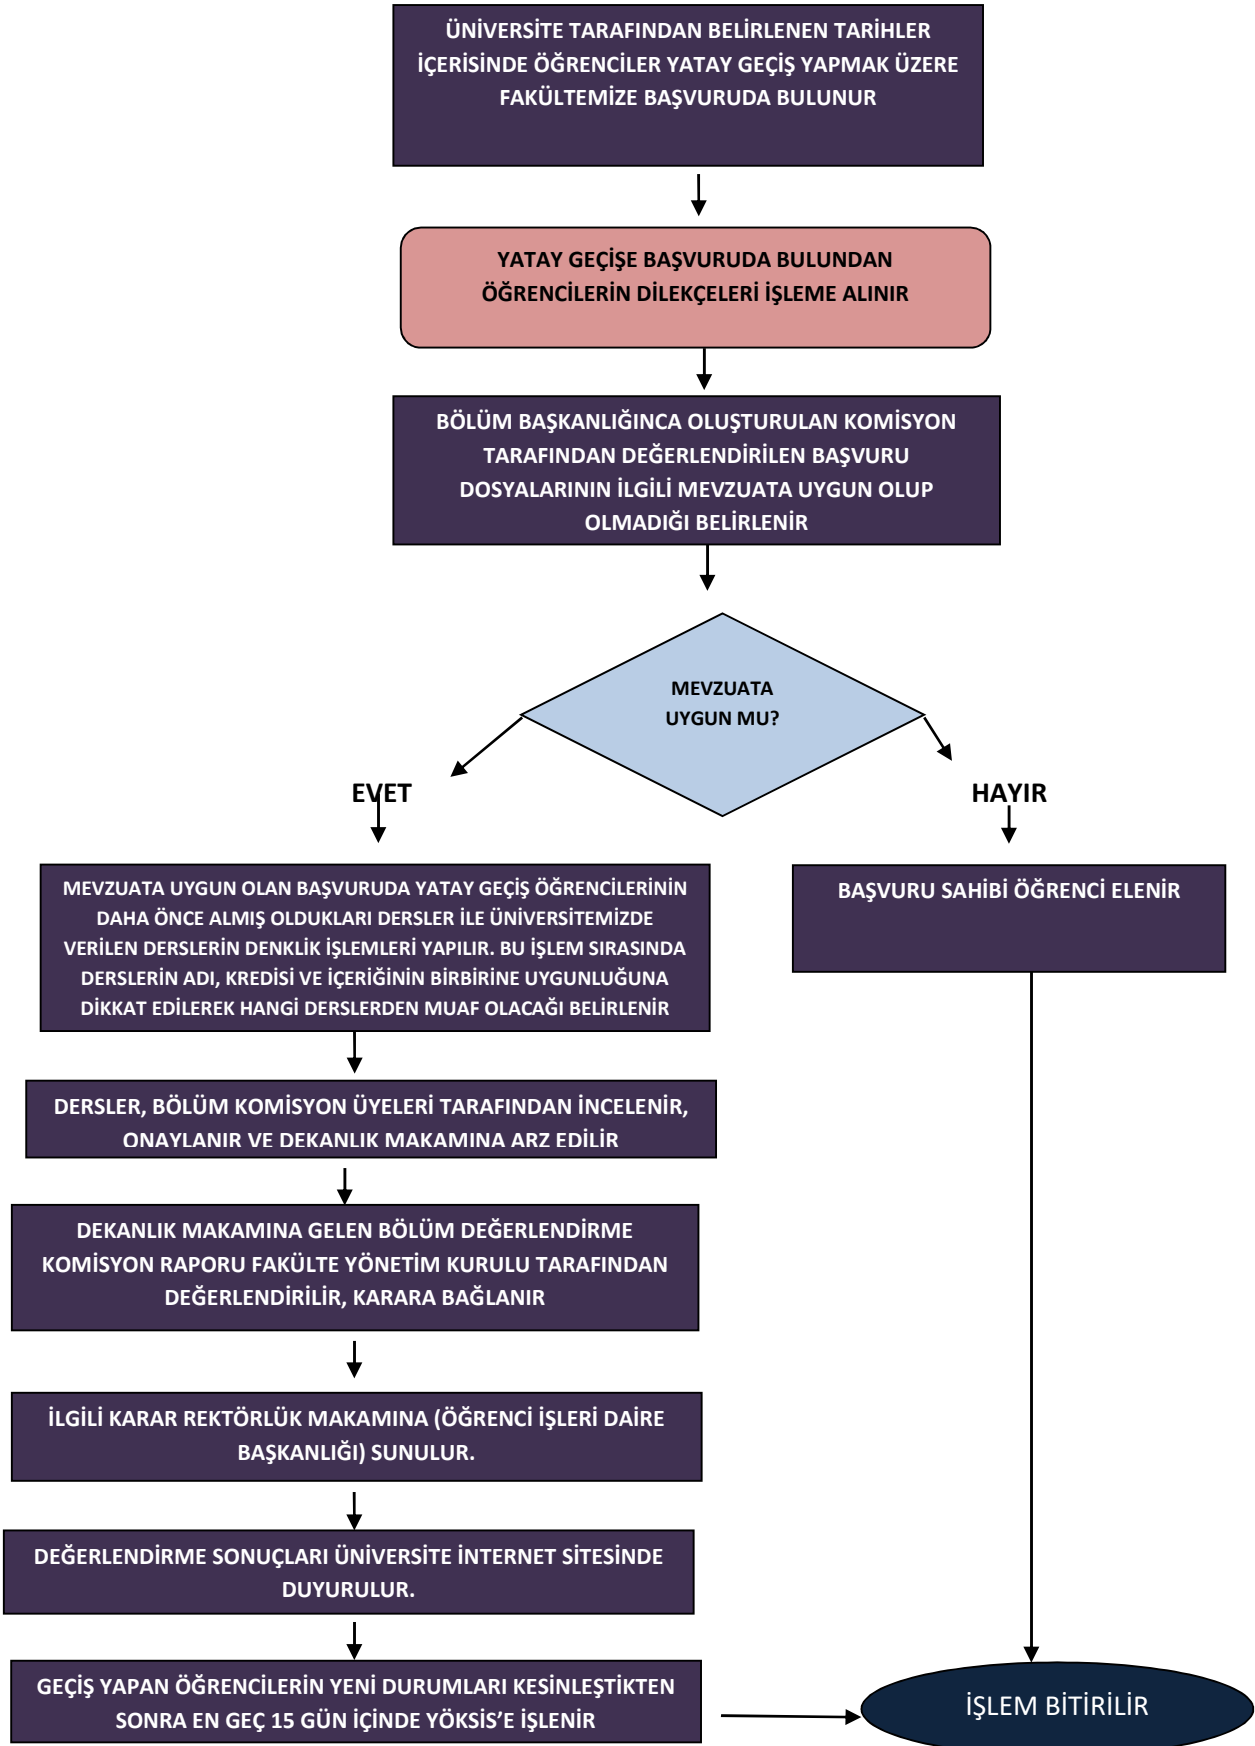 ÜNİVERSİTE TARAFINDAN BELİRLENEN TARİHLER
İÇERİSİNDE ÖĞRENCİLER YATAY GEÇİŞ YAPMAK ÜZERE
FAKÜLTEMİZE BAŞVURUDA BULUNUR
YATAY GEÇİŞE BAŞVURUDA BULUNDAN
ÖĞRENCİLERİN DİLEKÇELERİ İŞLEME ALINIR
BÖLÜM BAŞKANLIĞINCA OLUŞTURULAN KOMİSYON
TARAFINDAN DEĞERLENDİRİLEN BAŞVURU
DOSYALARININ İLGİLİ MEVZUATA UYGUN OLUP
OLMADIĞI BELİRLENİR
MEVZUATA
UYGUN MU?
EVET
HAYIR
MEVZUATA UYGUN OLAN BAŞVURUDA YATAY GEÇİŞ ÖĞRENCİLERİNİN
DAHA ÖNCE ALMIŞ OLDUKLARI DERSLER İLE ÜNİVERSİTEMİZDE
VERİLEN DERSLERİN DENKLİK İŞLEMLERİ YAPILIR. BU İŞLEM SIRASINDA
DERSLERİN ADI, KREDİSİ VE İÇERİĞİNİN BİRBİRİNE UYGUNLUĞUNA
DİKKAT EDİLEREK HANGİ DERSLERDEN MUAF OLACAĞI BELİRLENİR
BAŞVURU SAHİBİ ÖĞRENCİ ELENİR
DERSLER, BÖLÜM KOMİSYON ÜYELERİ TARAFINDAN İNCELENİR,
ONAYLANIR VE DEKANLIK MAKAMINA ARZ EDİLİR
DEKANLIK MAKAMINA GELEN BÖLÜM DEĞERLENDİRME
KOMİSYON RAPORU FAKÜLTE YÖNETİM KURULU TARAFINDAN
DEĞERLENDİRİLİR, KARARA BAĞLANIR
İLGİLİ KARAR REKTÖRLÜK MAKAMINA (ÖĞRENCİ İŞLERİ DAİRE
BAŞKANLIĞI) SUNULUR.
DEĞERLENDİRME SONUÇLARI ÜNİVERSİTE İNTERNET SİTESİNDE
DUYURULUR.
GEÇİŞ YAPAN ÖĞRENCİLERİN YENİ DURUMLARI KESİNLEŞTİKTEN
SONRA EN GEÇ 15 GÜN İÇİNDE YÖKSİS’E İŞLENİR
İŞLEM BİTİRİLİR